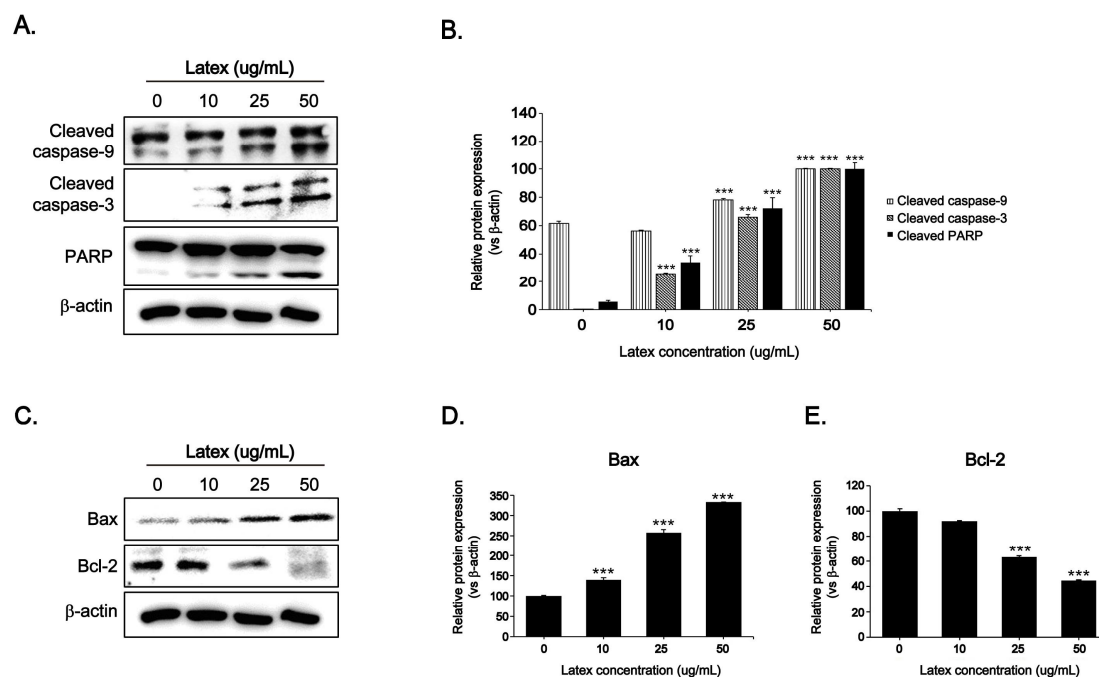 A.
Latex (ug/mL)
0 10 25 50
Cleaved
caspase-9
Cleaved
caspase-3
PARP
β-actin
B.
Relative protein expression
(vs β-actin)
140
120
100
80
60
40
20
0
*** *** ***
*** *** ***
*** ***
0 10 25 50
Latex concentration (ug/mL)
Cleaved caspase-9
Cleaved caspase-3
Cleaved PARP
C.
Latex (ug/mL)
0 10 25 50
Bax
Bcl-2
β-actin
D.
Bax
Relative protein expression
(vs β-actin)
350
300
250
200
150
100
50
0
***
***
***
0 10 25 50
Latex concentration (ug/mL)
E.
Bcl-2
Relative protein expression
(vs β-actin)
120
100
80
60
40
20
0
***
***
0 10 25 50
Latex concentration (ug/mL)